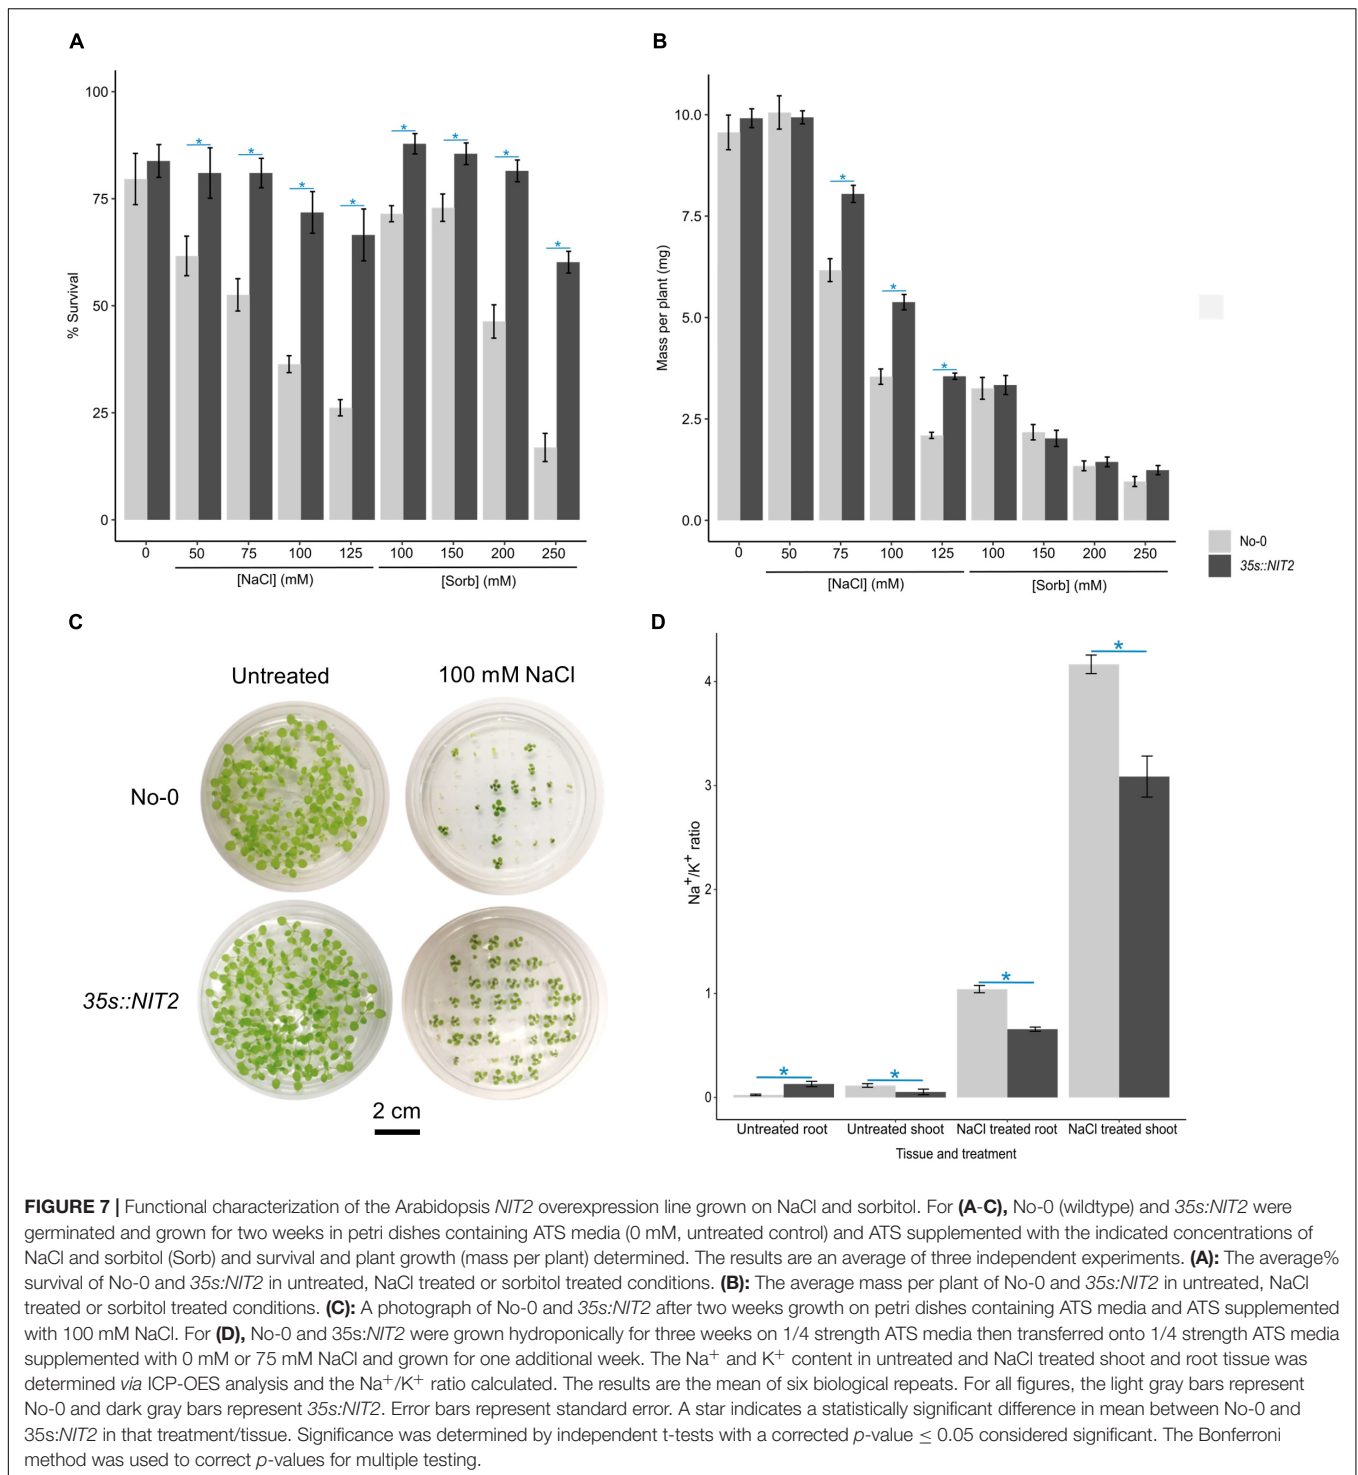 A
100
75
50
25
0
% Survival
0 50 75 100 125 100 150 200 250
[NaCl] (mM) [Sorb] (mM)
B
10.0
7.5
5.0
2.5
0.0
Mass per plant (mg)
0 50 75 100 125 100 150 200 250
[NaCl] (mM) [Sorb] (mM)
No-0
35s::NIT2
C
Untreated 100 mM NaCl
No-0
35s::NIT2
2 cm
D
4
3
2
1
0
Na+/K+ ratio
Untreated root Untreated shoot NaCl treated root NaCl treated shoot
Tissue and treatment
FIGURE 7 | Functional characterization of the Arabidopsis NIT2 overexpression line grown on NaCl and sorbitol. For (A-C), No-0 (wildtype) and 35s:NIT2 were
germinated and grown for two weeks in petri dishes containing ATS media (0 mM, untreated control) and ATS supplemented with the indicated concentrations of
NaCl and sorbitol (Sorb) and survival and plant growth (mass per plant) determined. The results are an average of three independent experiments. (A): The average%
survival of No-0 and 35s:NIT2 in untreated, NaCl treated or sorbitol treated conditions. (B): The average mass per plant of No-0 and 35s:NIT2 in untreated, NaCl
treated or sorbitol treated conditions. (C): A photograph of No-0 and 35s:NIT2 after two weeks growth on petri dishes containing ATS media and ATS supplemented
with 100 mM NaCl. For (D), No-0 and 35s:NIT2 were grown hydroponically for three weeks on 1/4 strength ATS media then transferred onto 1/4 strength ATS media
supplemented with 0 mM or 75 mM NaCl and grown for one additional week. The Na+ and K+ content in untreated and NaCl treated shoot and root tissue was
determined via ICP-OES analysis and the Na+/K+ ratio calculated. The results are the mean of six biological repeats. For all figures, the light gray bars represent
No-0 and dark gray bars represent 35s:NIT2. Error bars represent standard error. A star indicates a statistically significant difference in mean between No-0 and
35s:NIT2 in that treatment/tissue. Significance was determined by independent t-tests with a corrected p-value ≤ 0.05 considered significant. The Bonferroni
method was used to correct p-values for multiple testing.